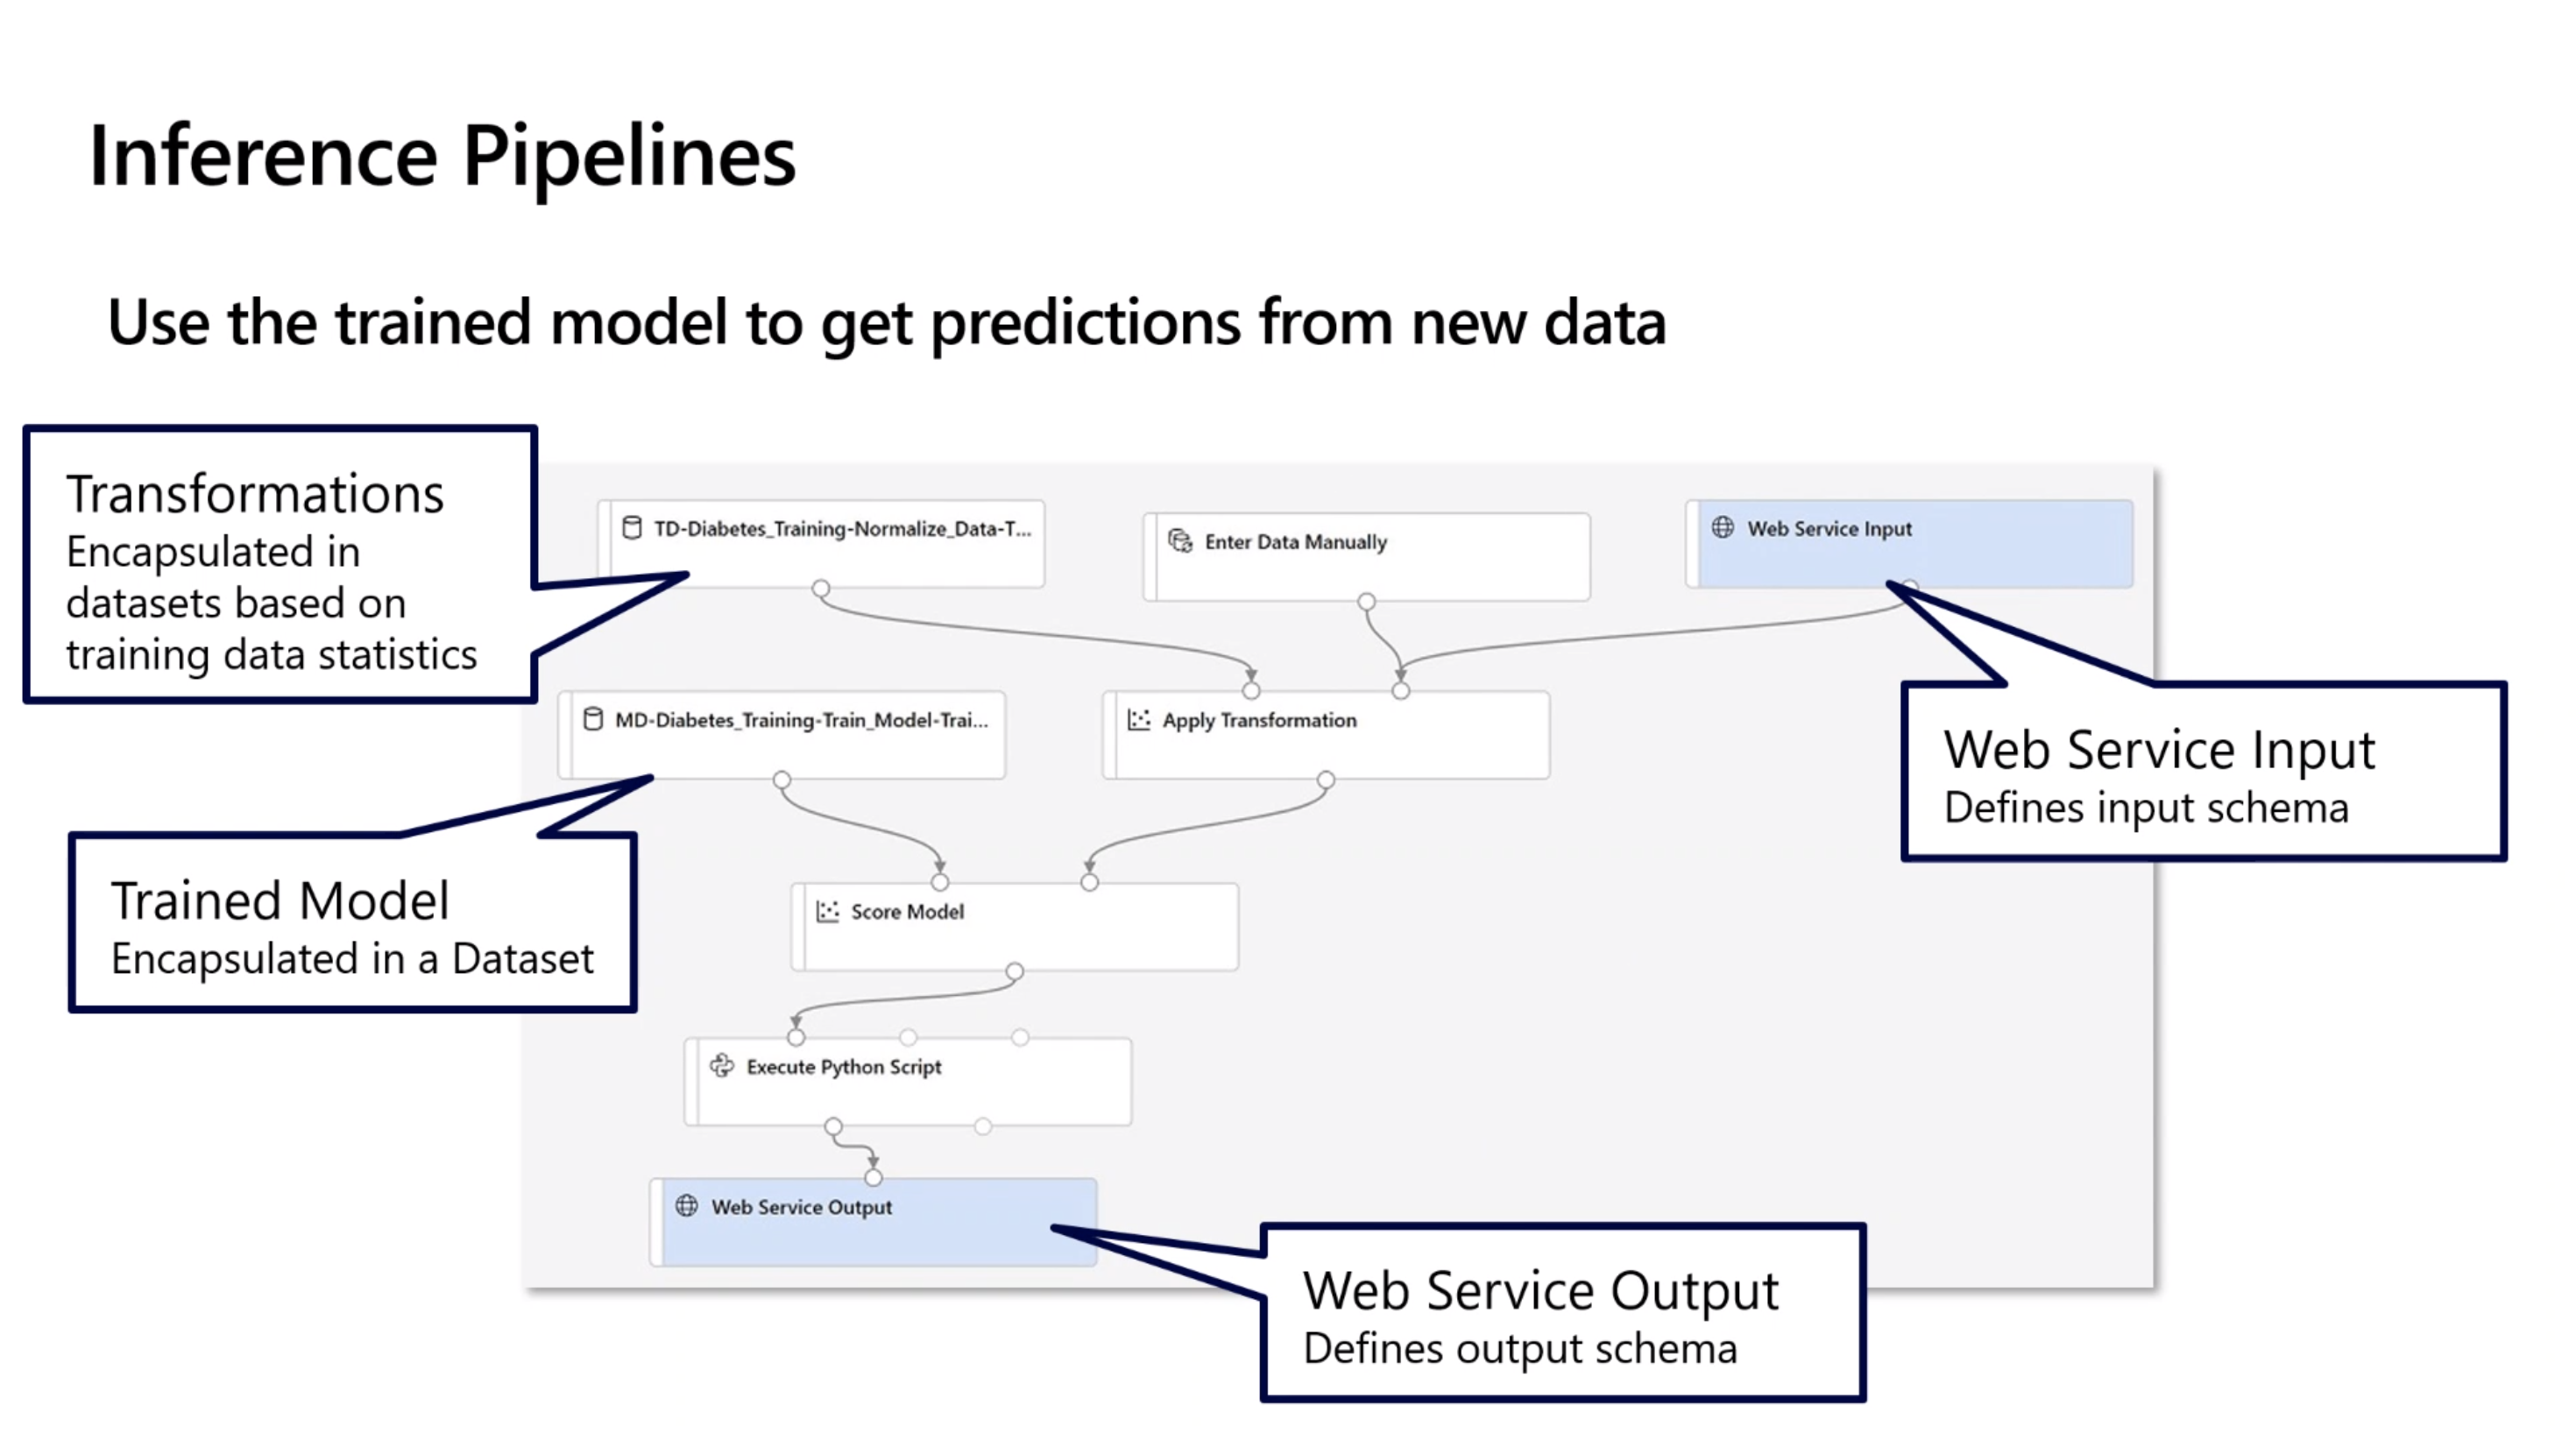 Inference Pipelines
Use the trained model to get predictions from new data
Transformations
Encapsulated in
datasets based on
training data statistics
TD-Diabetes_Training-Normalize_Data-T...
Enter Data Manually
Web Service Input
MD-Diabetes_Training-Train_Model-Trai...
Apply Transformation
Web Service Input
Defines input schema
Trained Model
Encapsulated in a Dataset
Score Model
Execute Python Script
Web Service Output
Web Service Output
Defines output schema